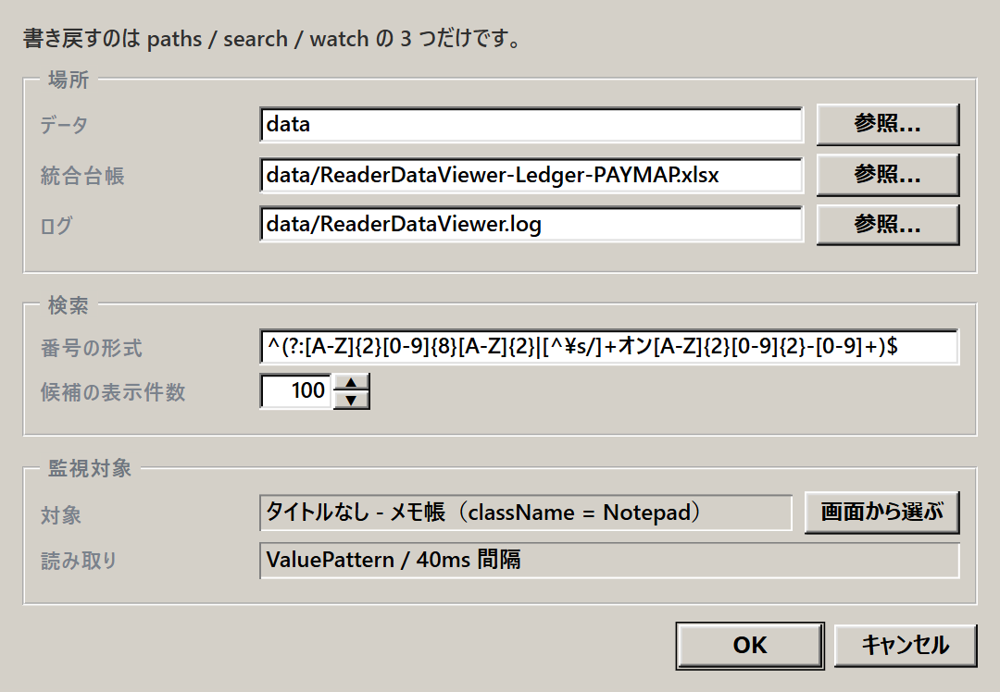 書き戻すのは paths / search / watch の 3 つだけです。
場所
データ
data
参照...
統合台帳
data/ReaderDataViewer-Ledger-PAYMAP.xlsx
参照...
ログ
data/ReaderDataViewer.log
参照...
検索
番号の形式
^(?:[A-Z]{2}[0-9]{8}[A-Z]{2}|[^¥s/]+オン[A-Z]{2}[0-9]{2}-[0-9]+)$
候補の表示件数
100
▲
▼
監視対象
対象
タイトルなし - メモ帳（className = Notepad）
画面から選ぶ
読み取り
ValuePattern / 40ms 間隔
OK
キャンセル